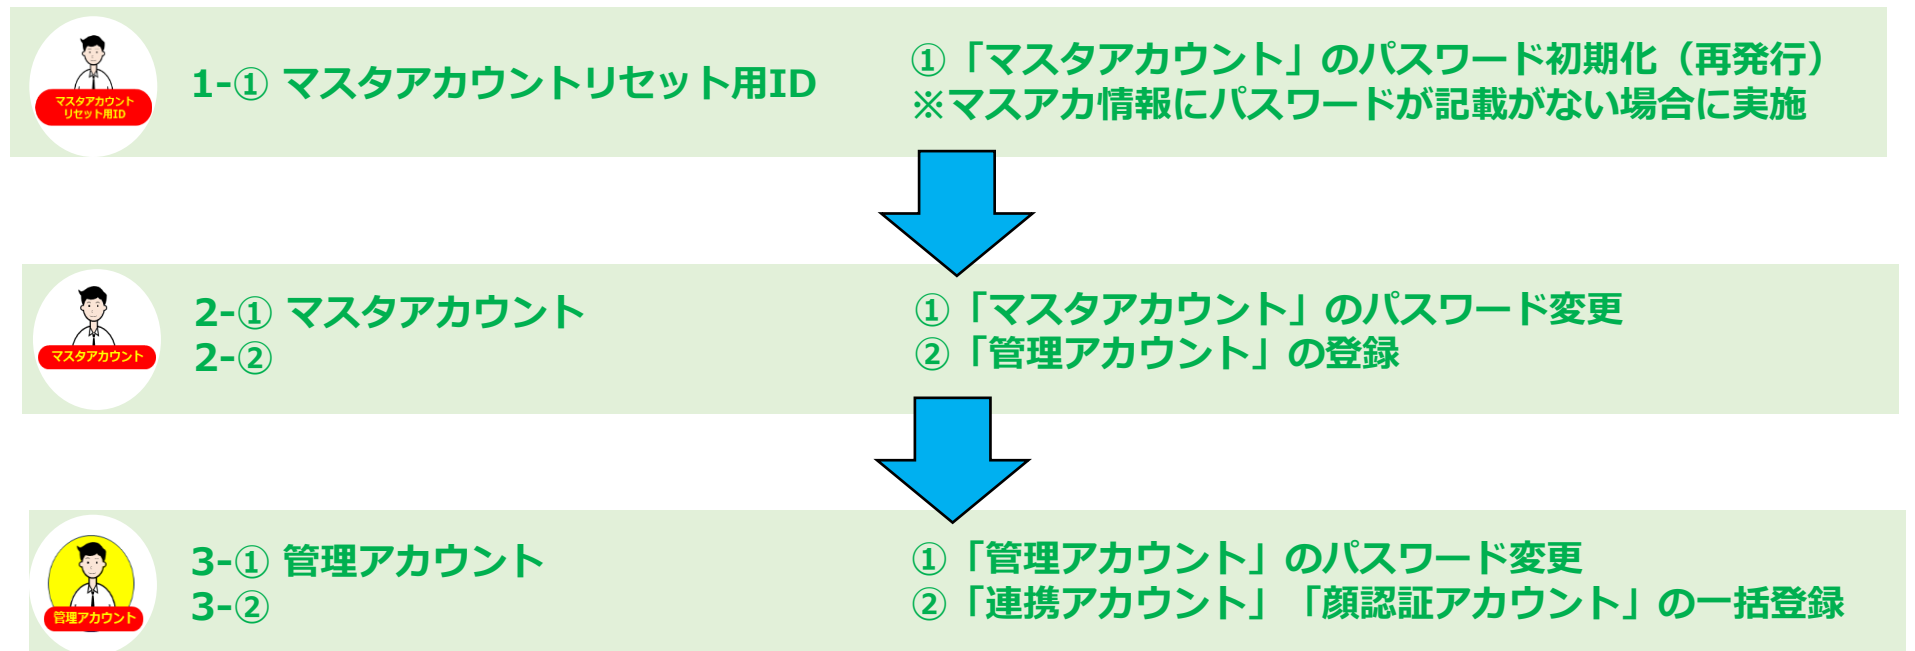 マスタアカウント
リセット用ID
1-① マスタアカウントリセット用ID
①「マスタアカウント」のパスワード初期化（再発行）
※マスアカ情報にパスワードが記載がない場合に実施
マスタアカウント
2-① マスタアカウント
2-②
①「マスタアカウント」のパスワード変更
②「管理アカウント」の登録
管理アカウント
3-① 管理アカウント
3-②
①「管理アカウント」のパスワード変更
②「連携アカウント」「顔認証アカウント」の一括登録